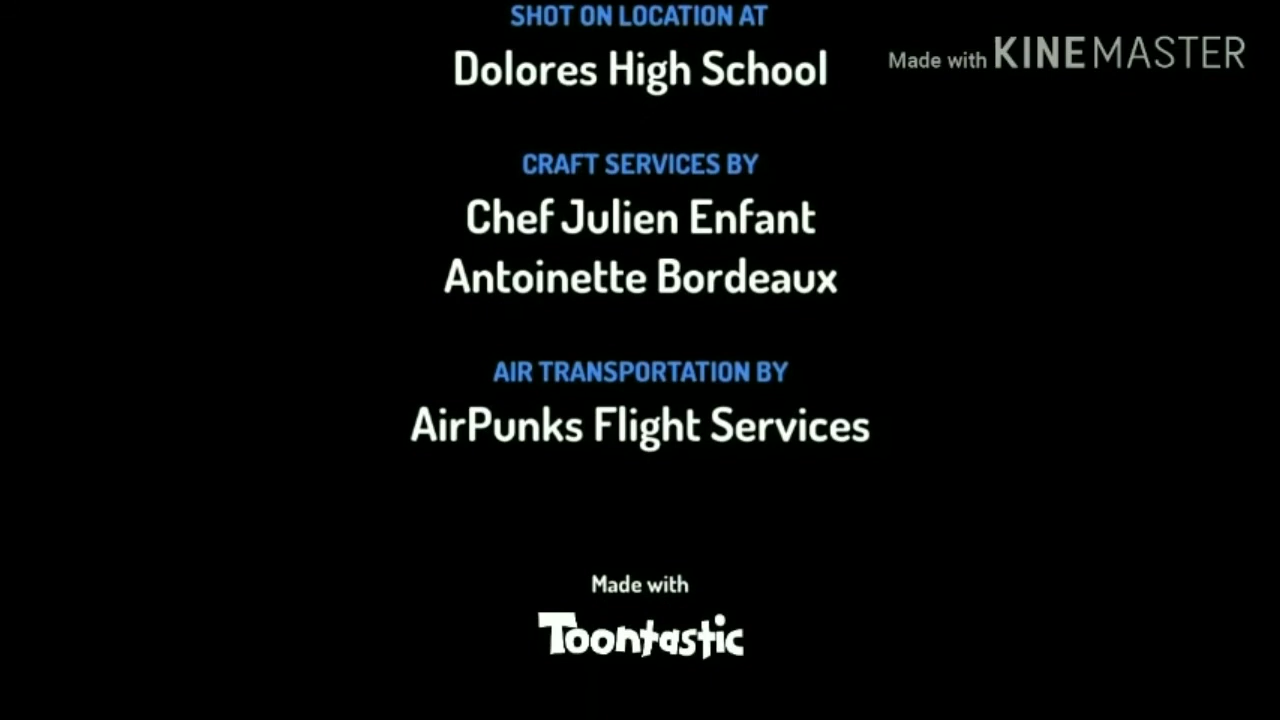 SHOT ON LOCATION AT
Dolores High School
Made with KINEMASTER
CRAFT SERVICES BY
Chef Julien Enfant
Antoinette Bordeaux
AIR TRANSPORTATION BY
AirPunks Flight Services
Made with
Toontastic